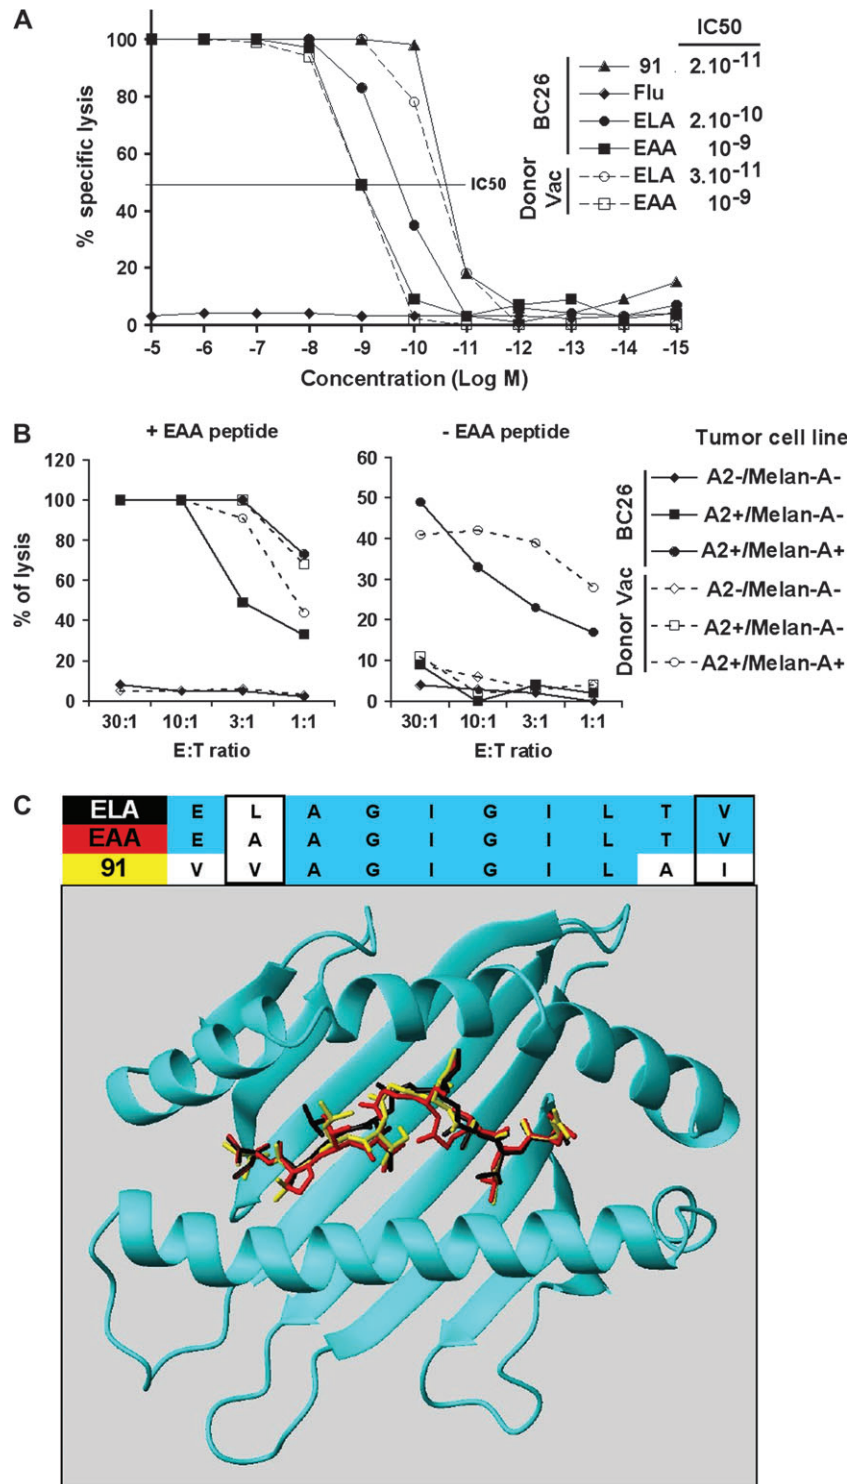 A
IC50
100
80
60
40
20
0
% specific lysis
IC50
-5 -6 -7 -8 -9 -10 -11 -12 -13 -14 -15
Concentration (Log M)
BC26
91 2.10-11
Flu
ELA 2.10-10
EAA 10-9
Donor Vac
ELA 3.10-11
EAA 10-9
B
+ EAA peptide
120
100
80
60
40
20
0
% of lysis
30:1 10:1 3:1 1:1
E:T ratio
- EAA peptide
60
50
40
30
20
10
0
30:1 10:1 3:1 1:1
E:T ratio
Tumor cell line
BC26
A2-/Melan-A-
A2+/Melan-A-
A2+/Melan-A+
Donor Vac
A2-/Melan-A-
A2+/Melan-A-
A2+/Melan-A+
C
ELA E L A G I G I L T V
EAA E A A G I G I L T V
91 V V A G I G I L A I